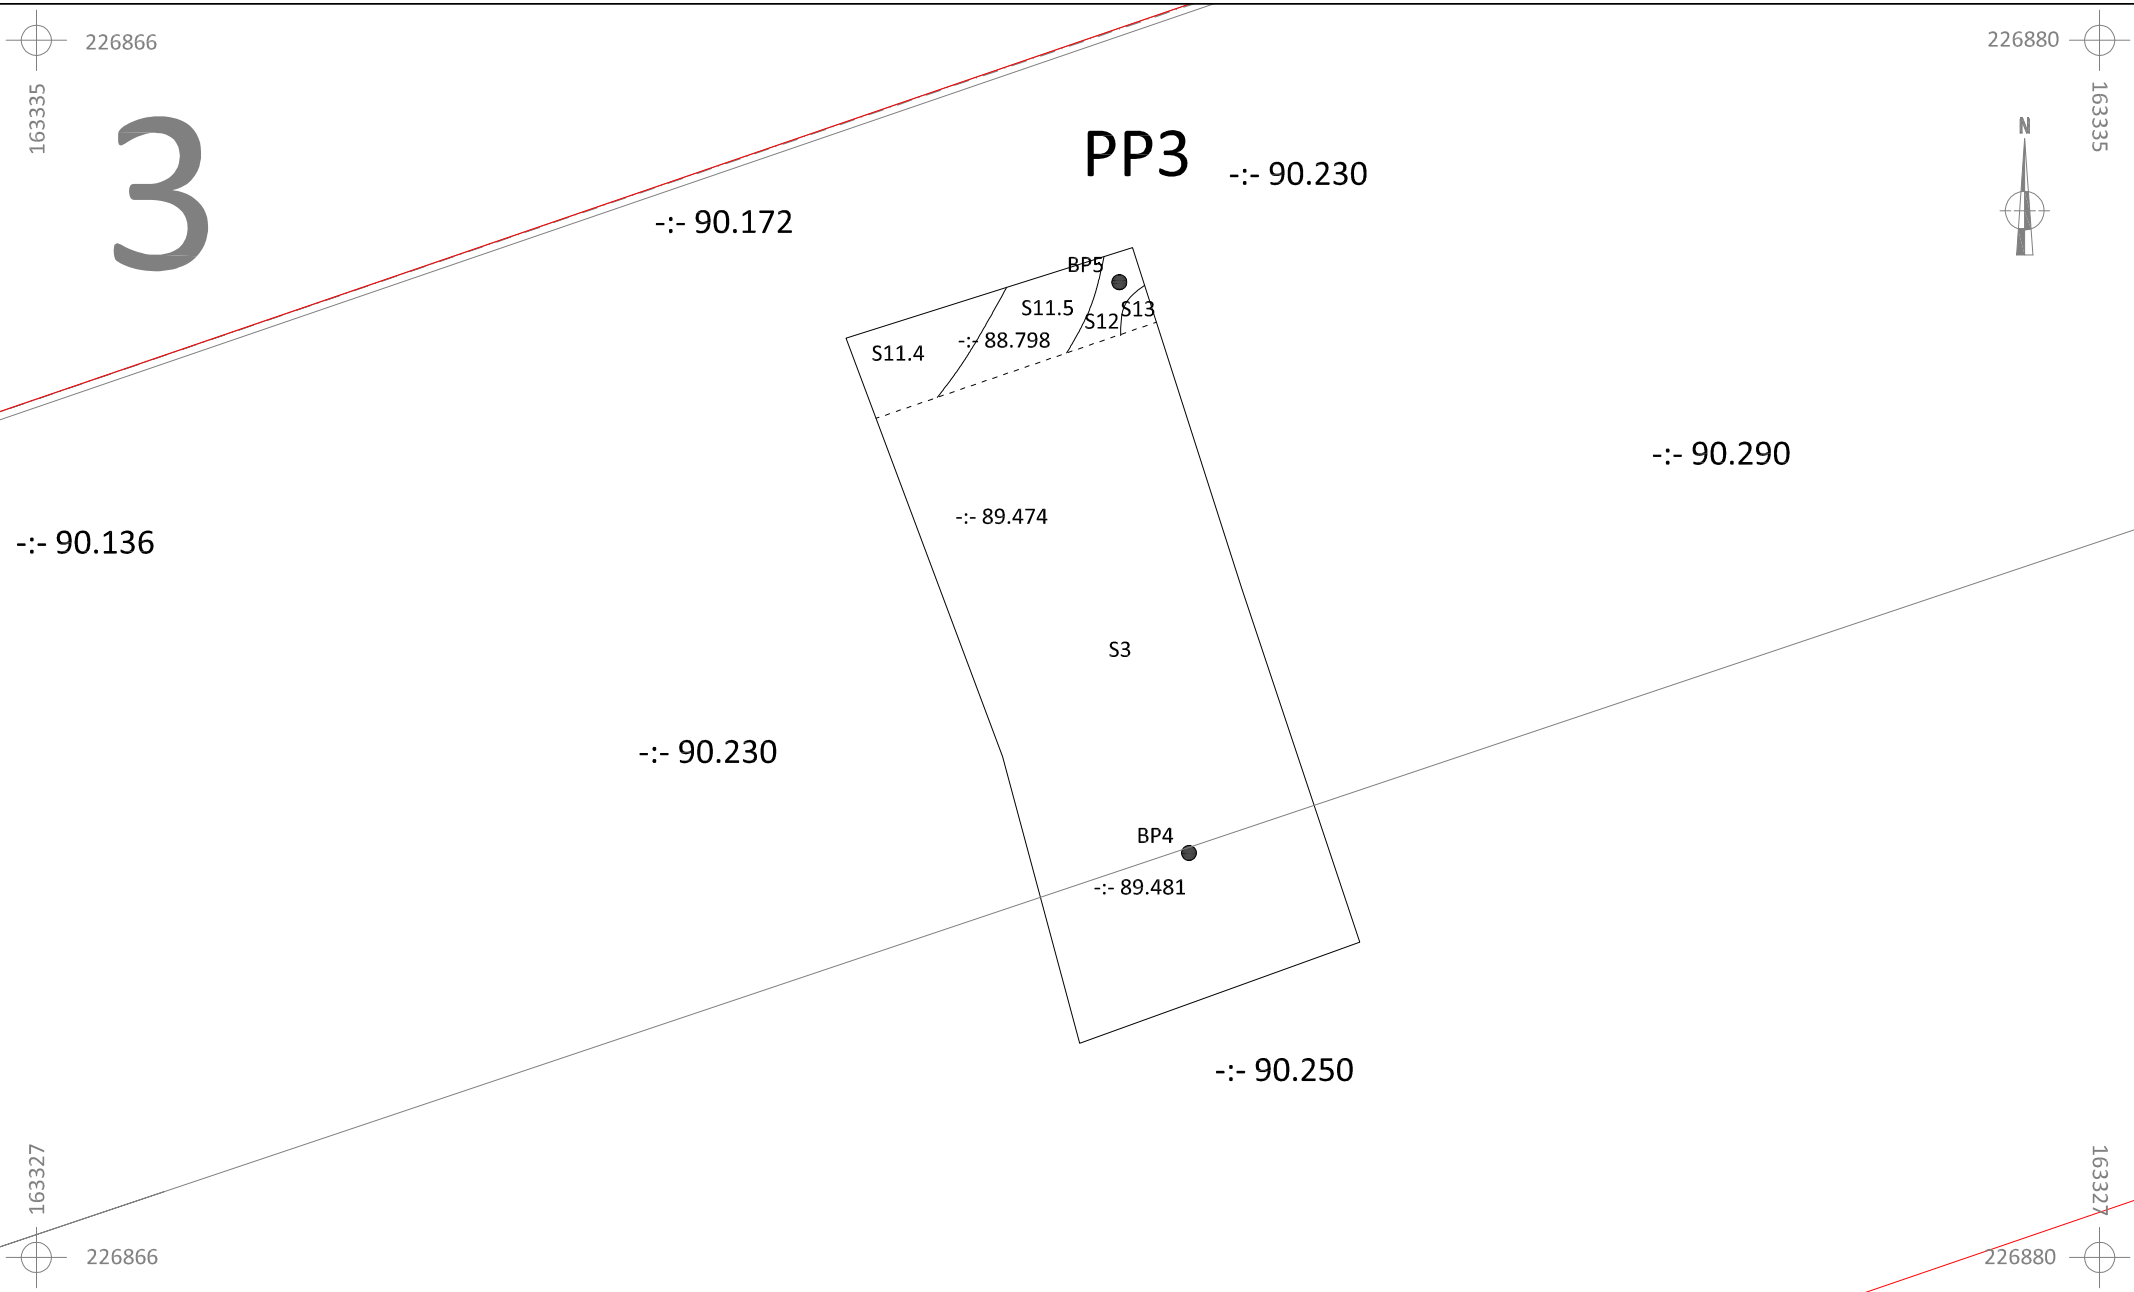 226866
226880
163335
163335
3
N
PP3
-:- 90.230
-:- 90.172
BP5
S11.5
S13
S12
-:- 88.798
S11.4
-:- 90.290
-:- 89.474
-:- 90.136
S3
-:- 90.230
BP4
-:- 89.481
-:- 90.250
163327
163327
226866
226880